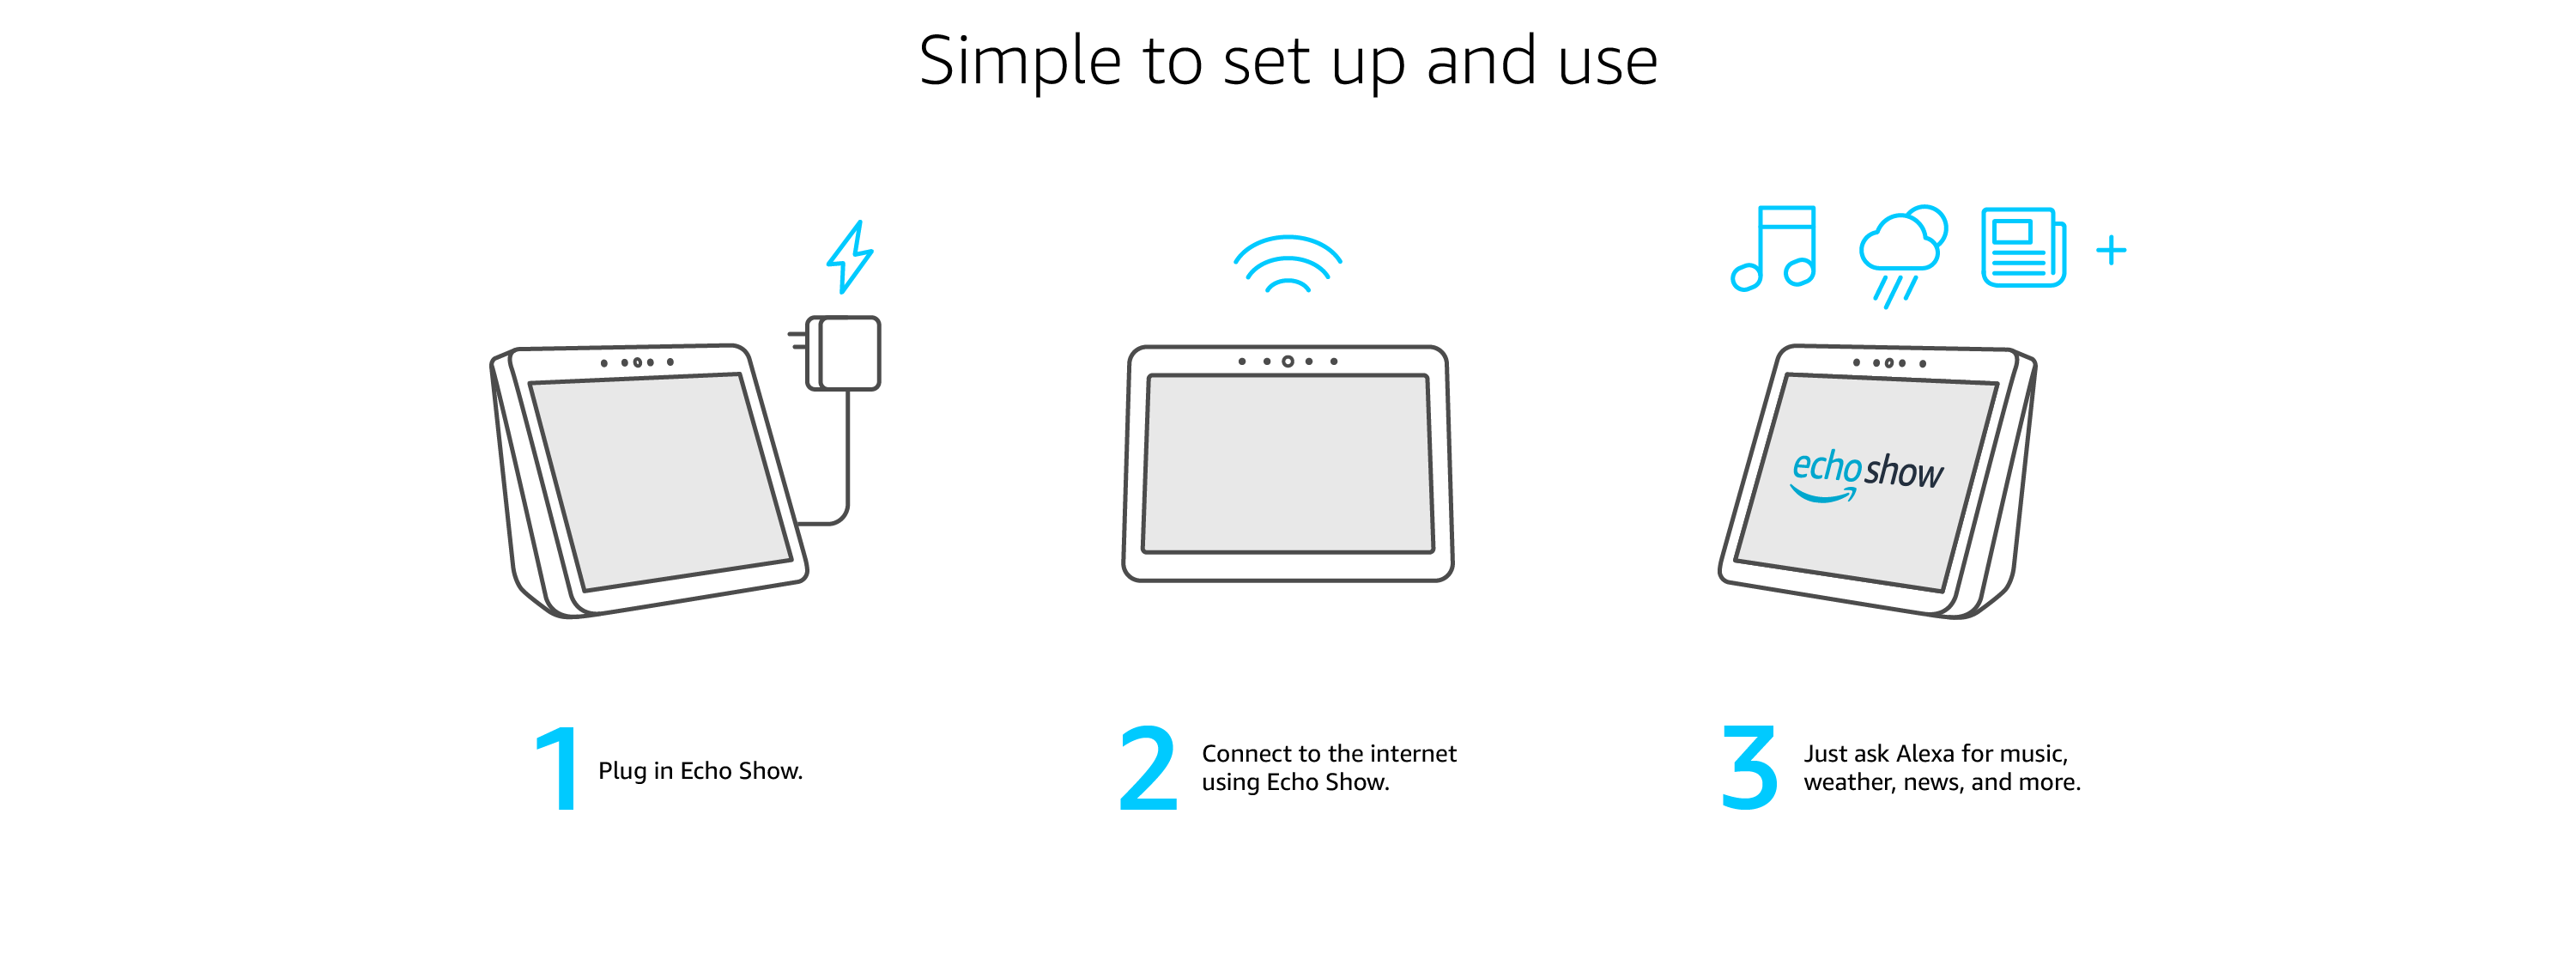 Simple to set up and use
echo show
1
Plug in Echo Show.
2
Connect to the internet
using Echo Show.
3
Just ask Alexa for music,
weather, news, and more.